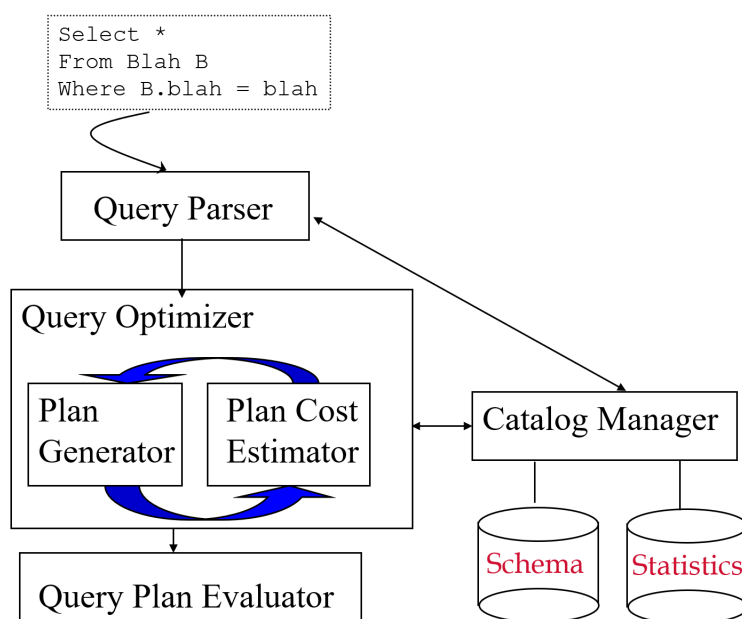 Select *
From Blah B
Where B.blah = blah
Query Parser
Query Optimizer
Plan
Generator
Plan Cost
Estimator
Catalog Manager
Schema
Statistics
Query Plan Evaluator